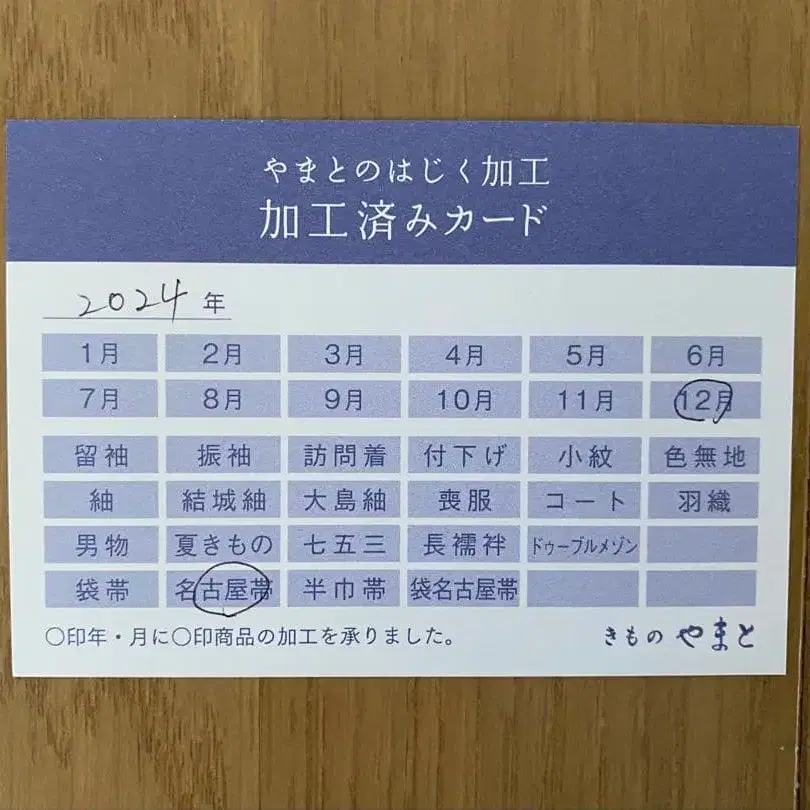 やまとのはじく加工
加工済みカード
2024年
1月 2月 3月 4月 5月 6月
7月 8月 9月 10月 11月 12月
留袖 振袖 訪問着 付下げ 小紋 色無地
紬 結城紬 大島紬 喪服 コート 羽織
男物 夏きもの 七五三 長襦袢 ドゥーブルメゾン
袋帯 名古屋帯 半巾帯 袋名古屋帯
〇印年・月に〇印商品の加工を承りました。 きもの やまと